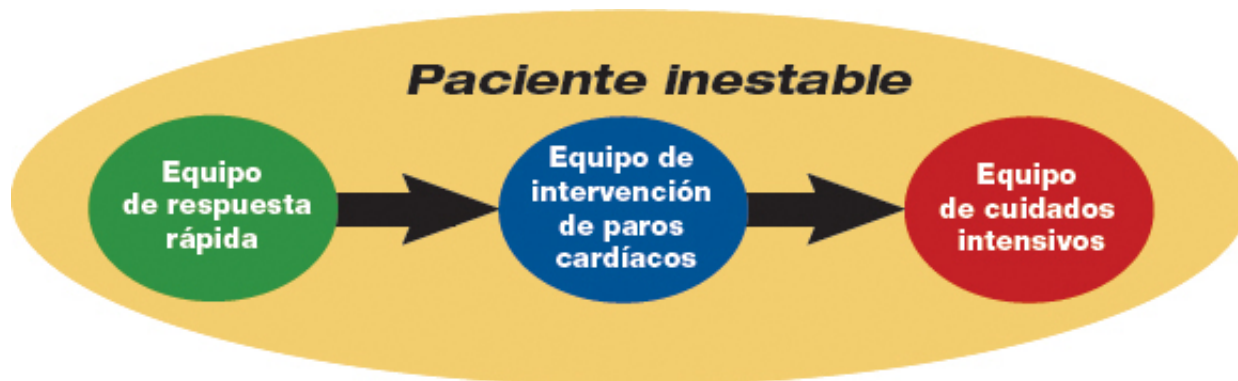 Paciente inestable
Equipo
de respuesta
rápida
Equipo de
intervención
de paros
cardíacos
Equipo
de cuidados
intensivos